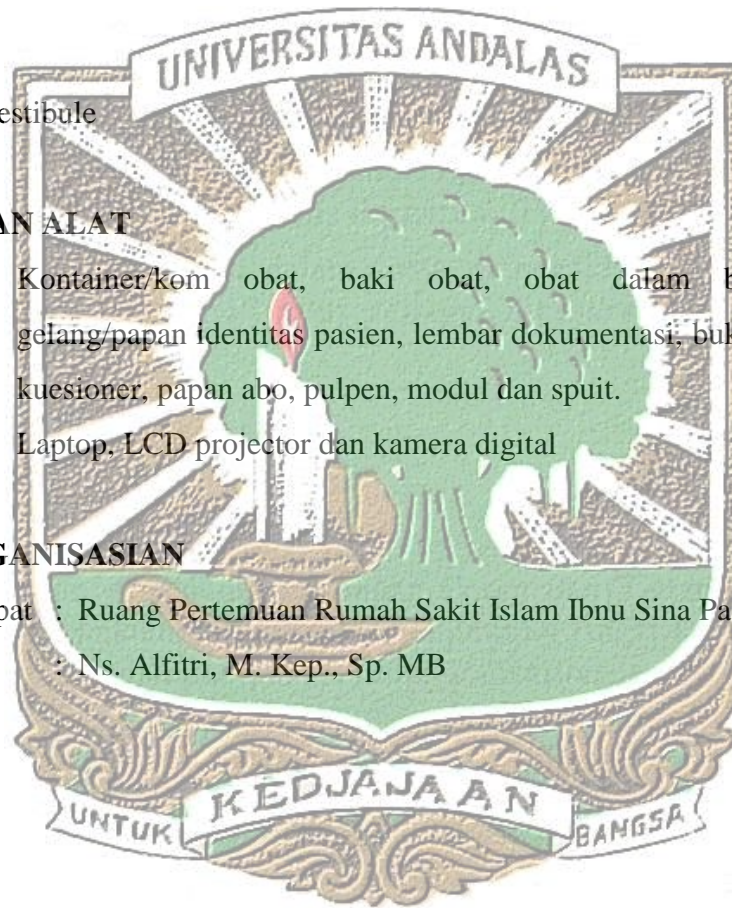 UNIVERSITAS ANDALAS
estibule
AN ALAT
Kontainer/kom obat, baki obat, obat dalam b
gelang/papan identitas pasien, lembar dokumentasi, buk
kuesioner, papan abo, pulpen, modul dan spuit.
Laptop, LCD projector dan kamera digital
GANISASIAN
pat : Ruang Pertemuan Rumah Sakit Islam Ibnu Sina Pa
: Ns. Alfitri, M. Kep., Sp. MB
UNTUK KEDJAJAAN BANGSA